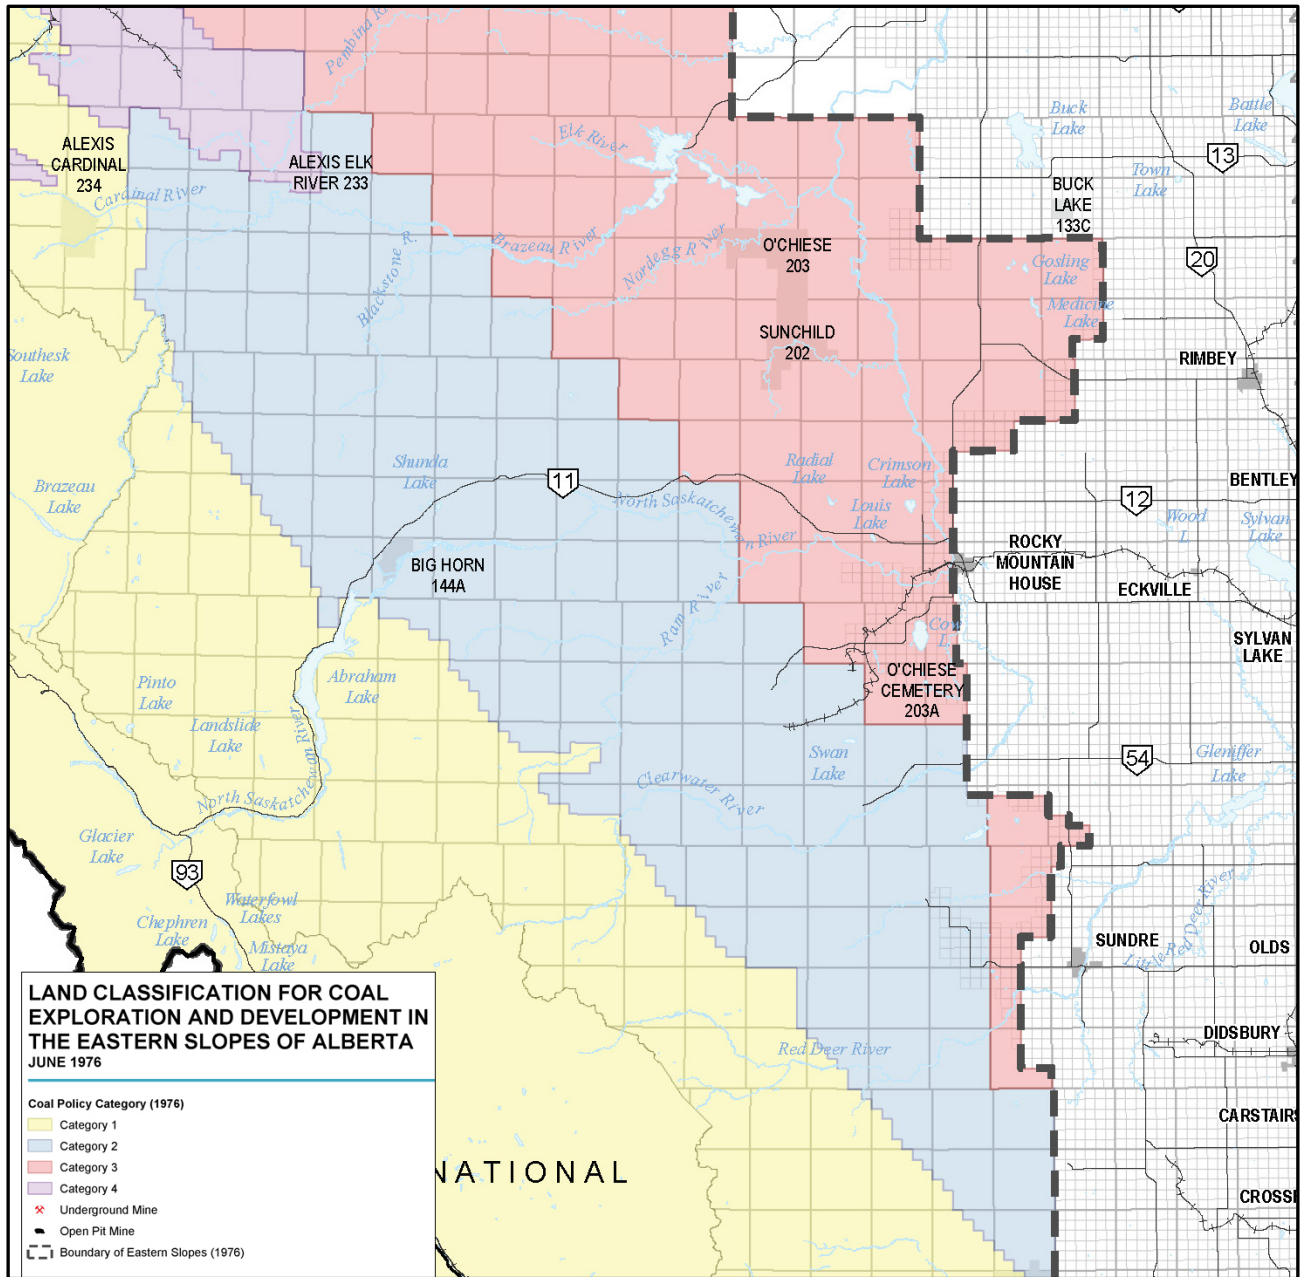 Pembina R
Elk River
Buck
Lake
Battle
Lake
13
Town
Lake
ALEXIS
CARDINAL
234
ALEXIS ELK
RIVER 233
Cardinal River
BUCK
LAKE
133C
Brazeau River
Nordegg River
Blackstone R.
O'CHIESE
203
20
Gosling
Lake
Medicine
Lake
SUNCHILD
202
RIMBEY
Southesk
Lake
Shunda
Lake
11
Radial
Lake
Crimson
Lake
Louis
Lake
BENTLEY
12
Brazeau
Lake
North Saskatchewan River
Wood
L
Sylvan
Lake
ROCKY
MOUNTAIN
HOUSE
BIG HORN
144A
ECKVILLE
Ram River
Cow
L
SYLVAN
LAKE
O'CHIESE
CEMETERY
203A
Pinto
Lake
Abraham
Lake
Landslide
Lake
North Saskatchewan River
Swan
Lake
Clearwater River
54
Gleniffer
Lake
Glacier
Lake
93
Waterfowl
Lakes
Chephren
Lake
Mistaya
Lake
SUNDRE
Little Red Deer River
OLDS
Red Deer River
DIDSBURY
CARSTAIRS
NATIONAL
CROSSF
LAND CLASSIFICATION FOR COAL
EXPLORATION AND DEVELOPMENT IN
THE EASTERN SLOPES OF ALBERTA
JUNE 1976
Coal Policy Category (1976)
Category 1
Category 2
Category 3
Category 4
Underground Mine
Open Pit Mine
Boundary of Eastern Slopes (1976)